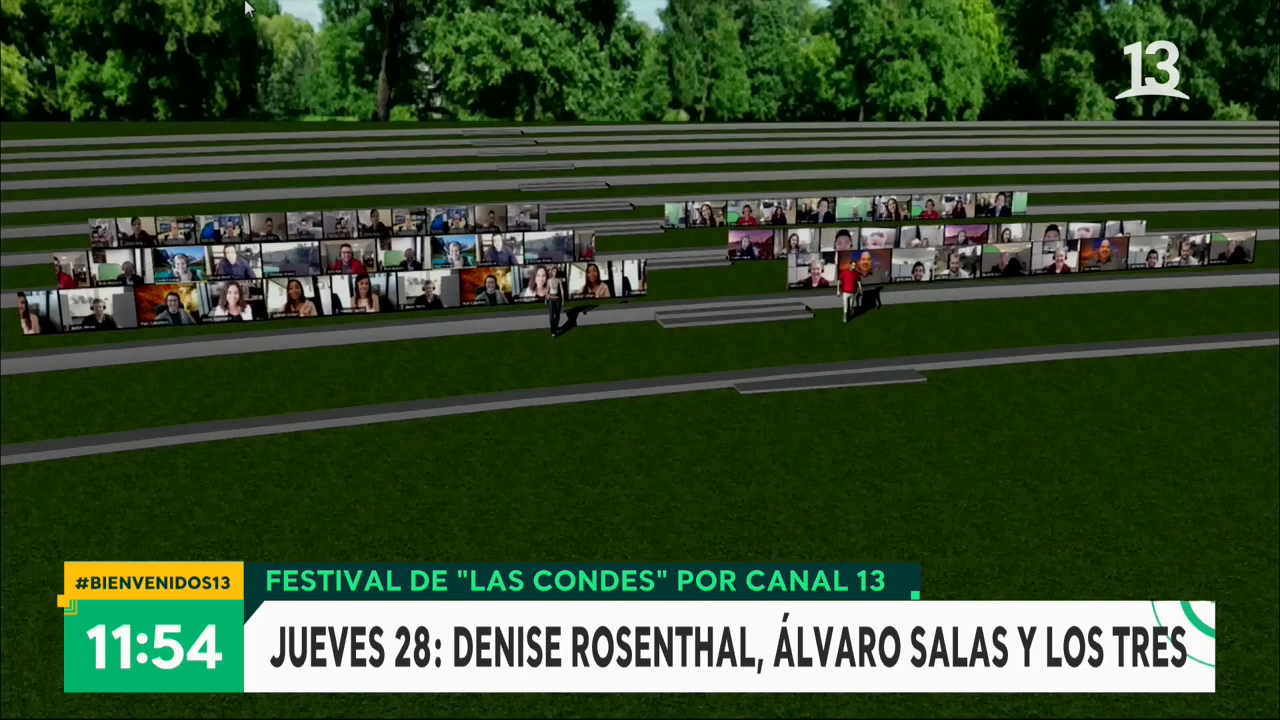 13
#BIENVENIDOS13
FESTIVAL DE "LAS CONDES" POR CANAL 13
11:54
JUEVES 28: DENISE ROSENTHAL, ÁLVARO SALAS Y LOS TRES